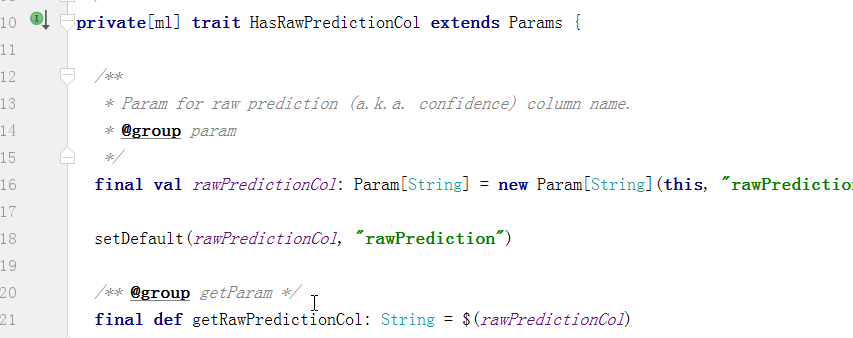 10 private[ml] trait HasRawPredictionCol extends Params {
11
12 /**
13 * Param for raw prediction (a.k.a. confidence) column name.
14 * @group param
15 */
16 final val rawPredictionCol: Param[String] = new Param[String](this, "rawPredictio
17
18 setDefault(rawPredictionCol, "rawPrediction")
19
20 /** @group getParam */
21 final def getRawPredictionCol: String = $(rawPredictionCol)